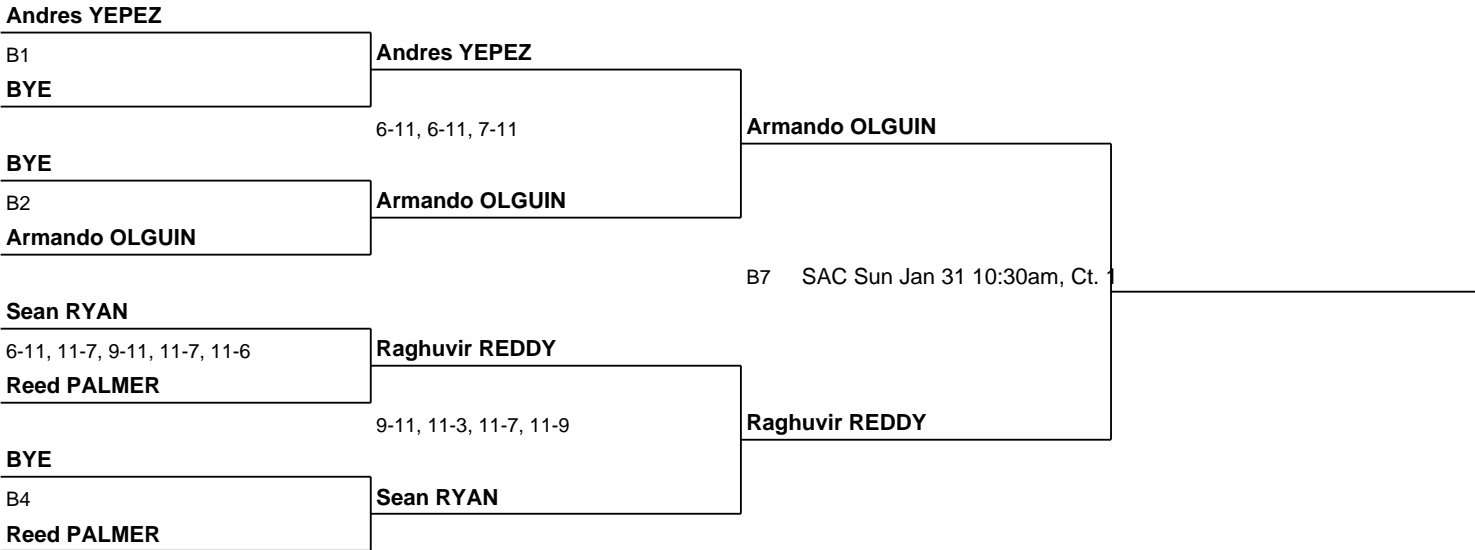 Andres YEPEZ
B1
Andres YEPEZ
BYE
6-11, 6-11, 7-11
Armando OLGUIN
BYE
B2
Armando OLGUIN
Armando OLGUIN
B7 SAC Sun Jan 31 10:30am, Ct. 1
Sean RYAN
6-11, 11-7, 9-11, 11-7, 11-6
Raghuvir REDDY
Reed PALMER
9-11, 11-3, 11-7, 11-9
Raghuvir REDDY
BYE
B4
Sean RYAN
Reed PALMER